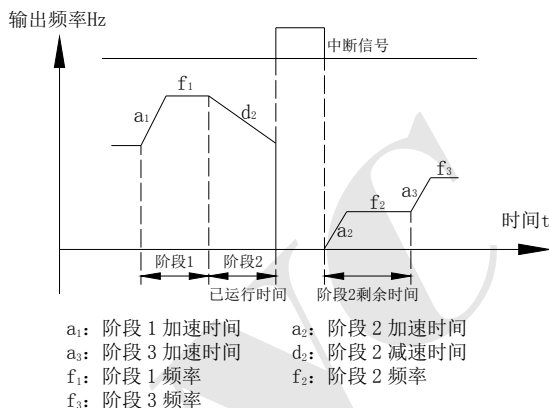 输出频率Hz
中断信号
f₁
a₁
d₂
f₃
a₃
f₂
a₂
时间t
阶段1
阶段2
已运行时间
阶段2剩余时间
a₁: 阶段 1 加速时间 a₂: 阶段 2 加速时间
a₃: 阶段 3 加速时间 d₂: 阶段 2 减速时间
f₁: 阶段 1 频率 f₂: 阶段 2 频率
f₃: 阶段 3 频率